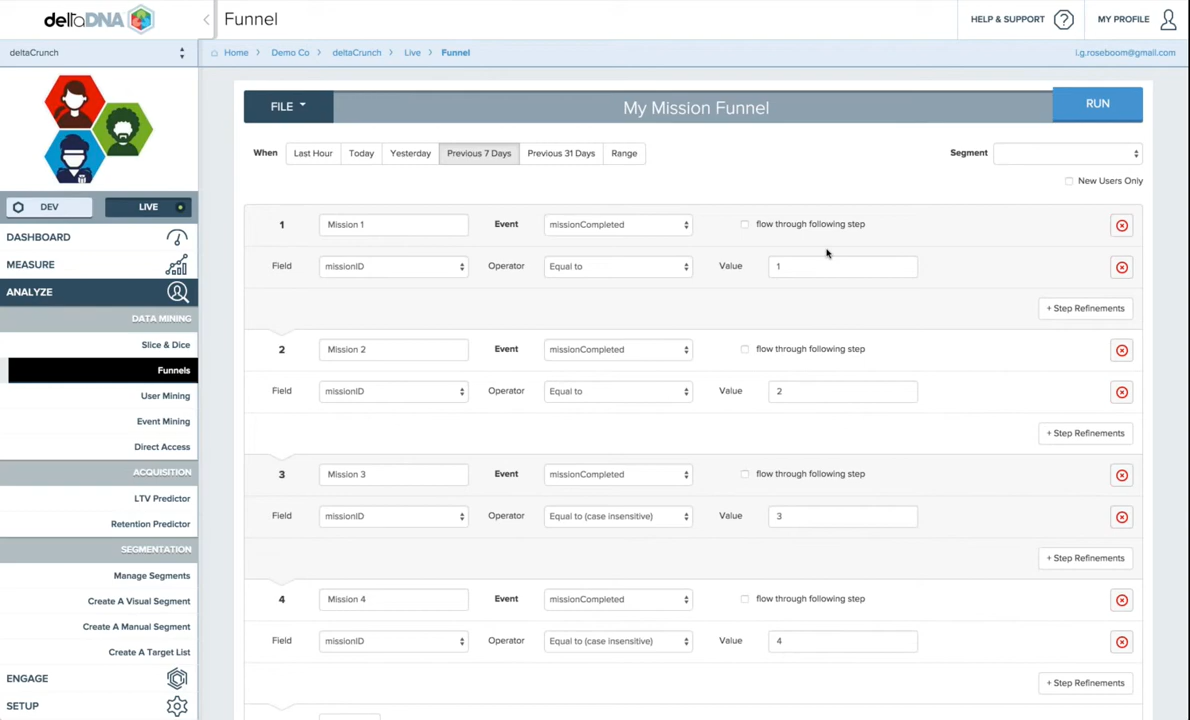 deltaDNA
Funnel
HELP & SUPPORT
MY PROFILE
deltaCrunch
Home > Demo Co > deltaCrunch > Live > Funnel
l.g.roseboom@gmail.com
FILE
My Mission Funnel
RUN
When Last Hour Today Yesterday Previous 7 Days Previous 31 Days Range
Segment
New Users Only
DEV
LIVE
DASHBOARD
MEASURE
ANALYZE
DATA MINING
Slice & Dice
Funnels
User Mining
Event Mining
Direct Access
ACQUISITION
LTV Predictor
Retention Predictor
SEGMENTATION
Manage Segments
Create A Visual Segment
Create A Manual Segment
Create A Target List
ENGAGE
SETUP
1 Mission 1 Event missionCompleted flow through following step
Field missionID Operator Equal to Value 1
+ Step Refinements
2 Mission 2 Event missionCompleted flow through following step
Field missionID Operator Equal to Value 2
+ Step Refinements
3 Mission 3 Event missionCompleted flow through following step
Field missionID Operator Equal to (case insensitive) Value 3
+ Step Refinements
4 Mission 4 Event missionCompleted flow through following step
Field missionID Operator Equal to (case insensitive) Value 4
+ Step Refinements